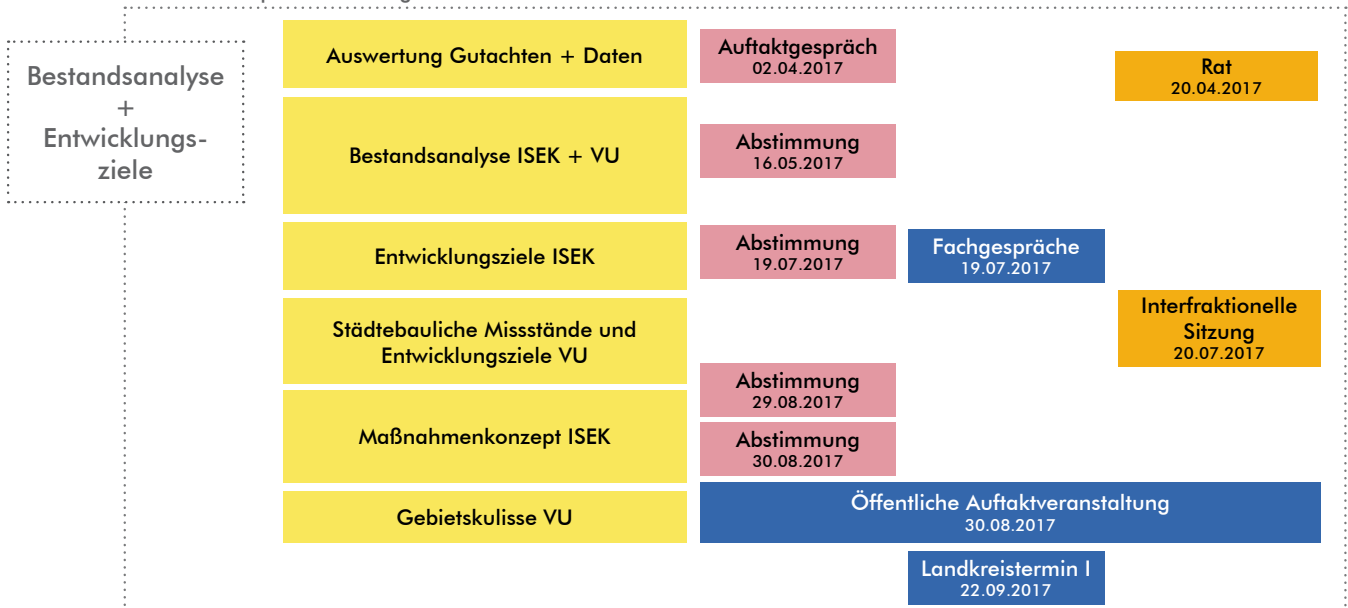 Bestandsanalyse
+
Entwicklungs-
ziele
Auswertung Gutachten + Daten
Auftaktgespräch
02.04.2017
Rat
20.04.2017
Bestandsanalyse ISEK + VU
Abstimmung
16.05.2017
Entwicklungsziele ISEK
Abstimmung
19.07.2017
Fachgespräche
19.07.2017
Städtebauliche Missstände und
Entwicklungsziele VU
Interfraktionelle
Sitzung
20.07.2017
Maßnahmenkonzept ISEK
Abstimmung
29.08.2017
Abstimmung
30.08.2017
Gebietskulisse VU
Öffentliche Auftaktveranstaltung
30.08.2017
Landkreistermin I
22.09.2017